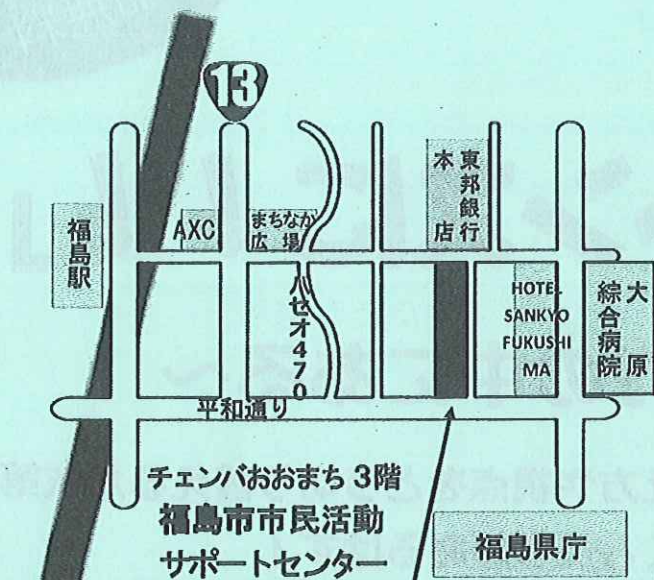 13
東邦銀行
本店
福島駅
AXC
まちなか
広場
パセオ470
HOTEL
SANKYO
FUKUSHI
MA
大原
綜合病院
平和通り
チェンバおおまち 3階
福島市市民活動
サポートセンター
福島県庁